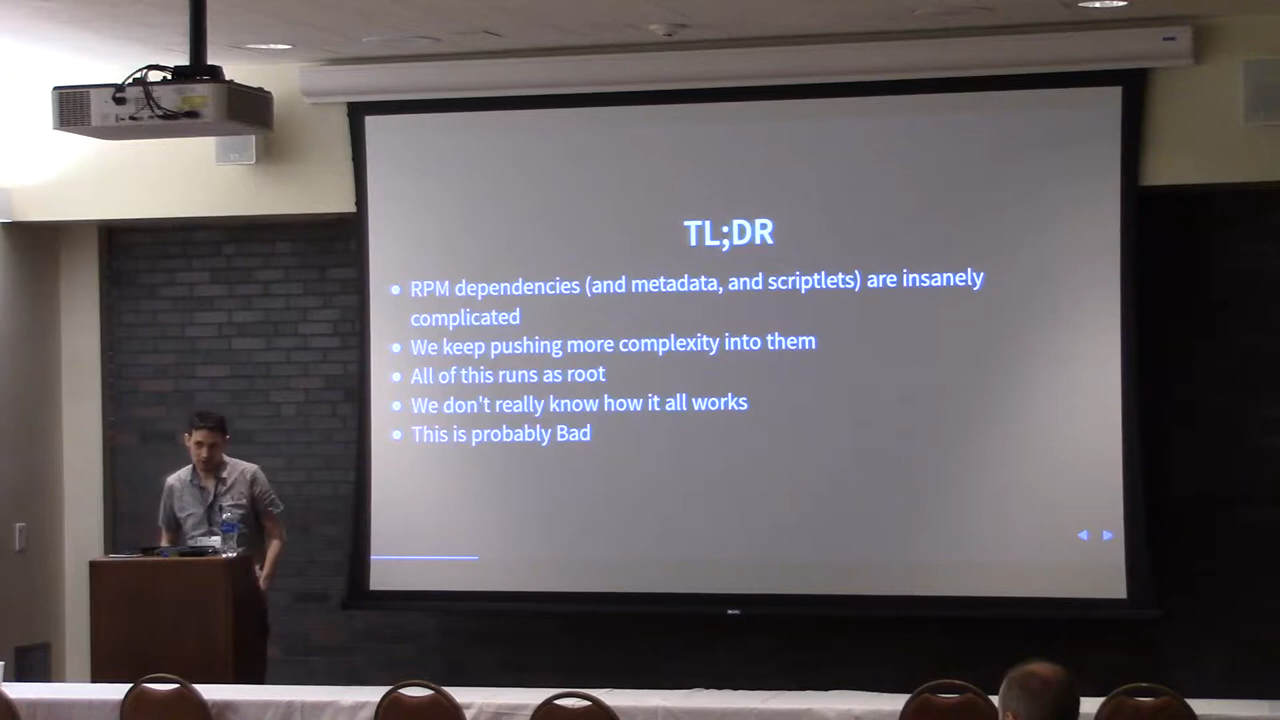 TL;DR
• RPM dependencies (and metadata, and scriptlets) are insanely
complicated
• We keep pushing more complexity into them
• All of this runs as root
• We don't really know how it all works
• This is probably Bad